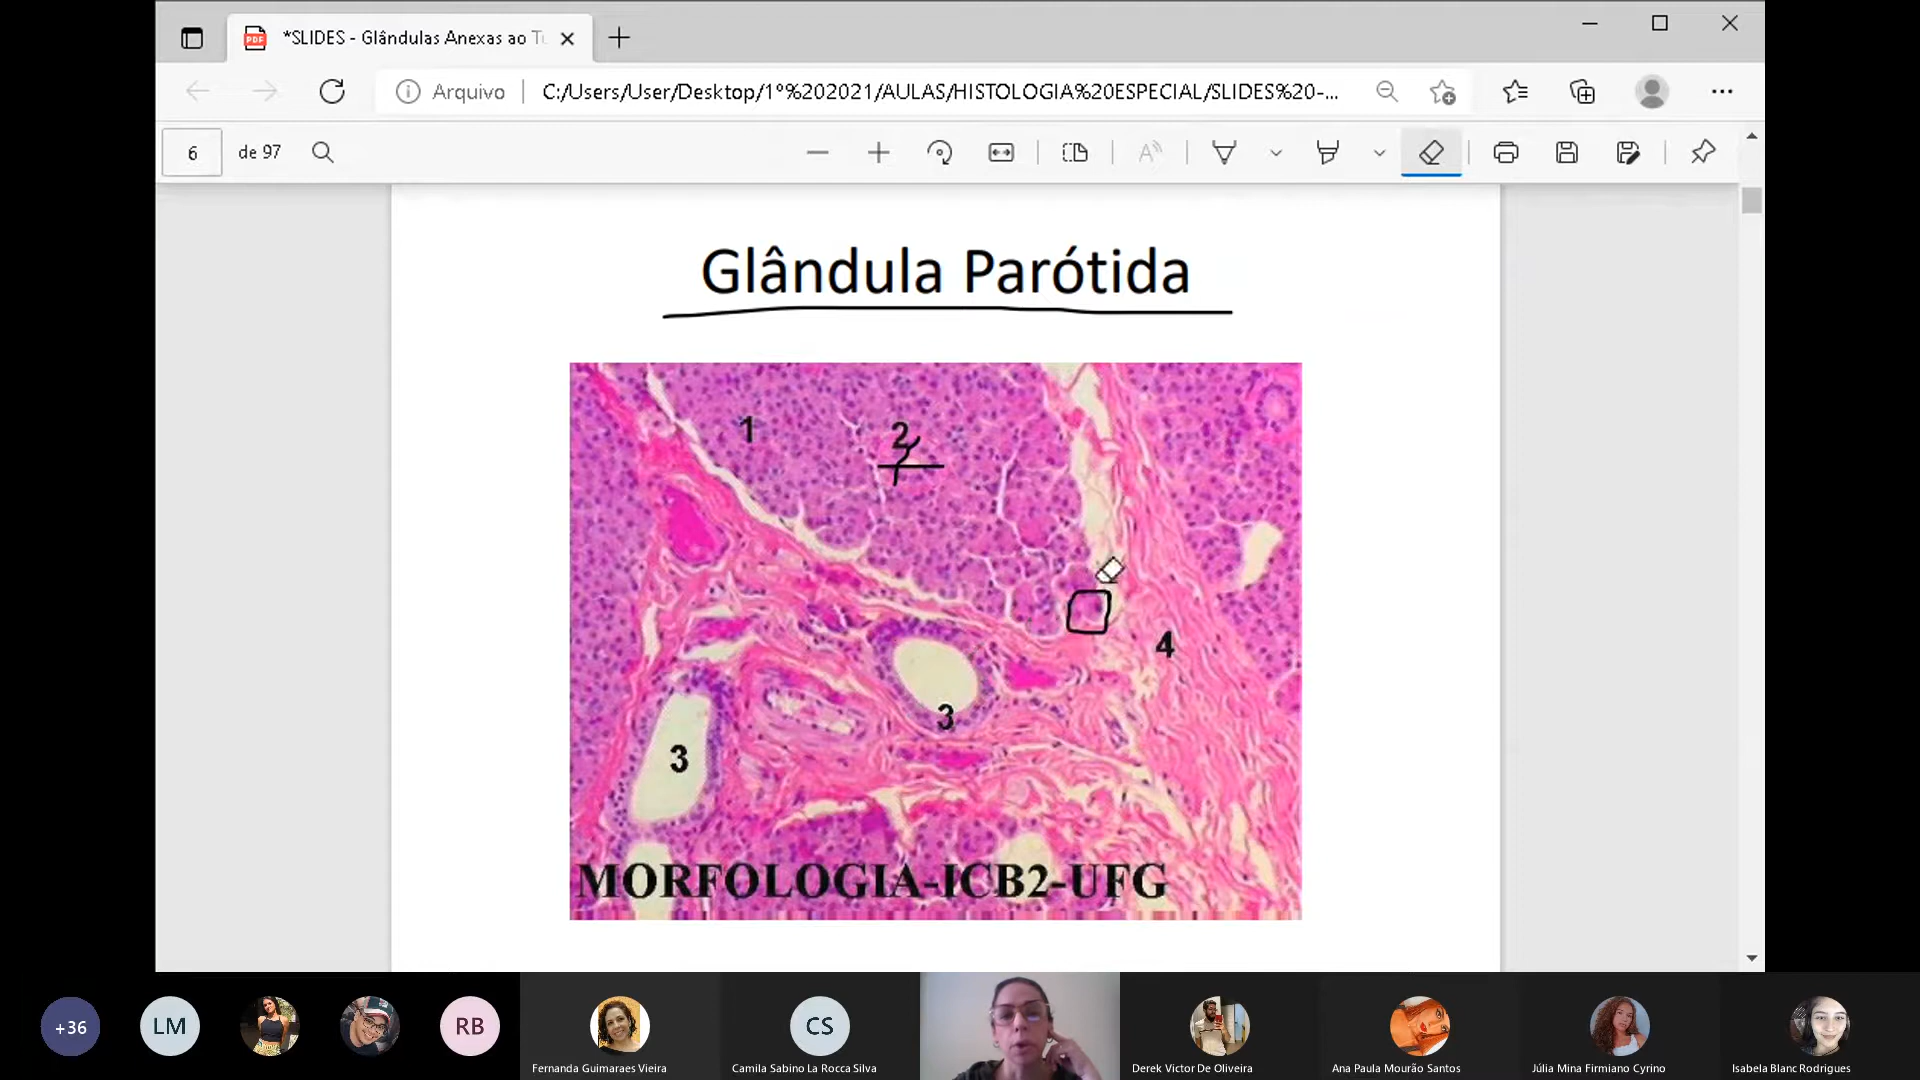 *SLIDES - Glândulas Anexas ao Tu
Arquivo
C:/Users/User/Desktop/1º%202021/AULAS/HISTOLOGIA%20ESPECIAL/SLIDES%20-...
6 de 97
Glândula Parótida
1
2
4
3
3
MORFOLOGIA-ICB2-UFG
+36
LM
RB
CS
Fernanda Guimaraes Vieira
Camila Sabino La Rocca Silva
Derek Victor De Oliveira
Ana Paula Mourão Santos
Júlia Mina Firmiano Cyrino
Isabela Blanc Rodrigues